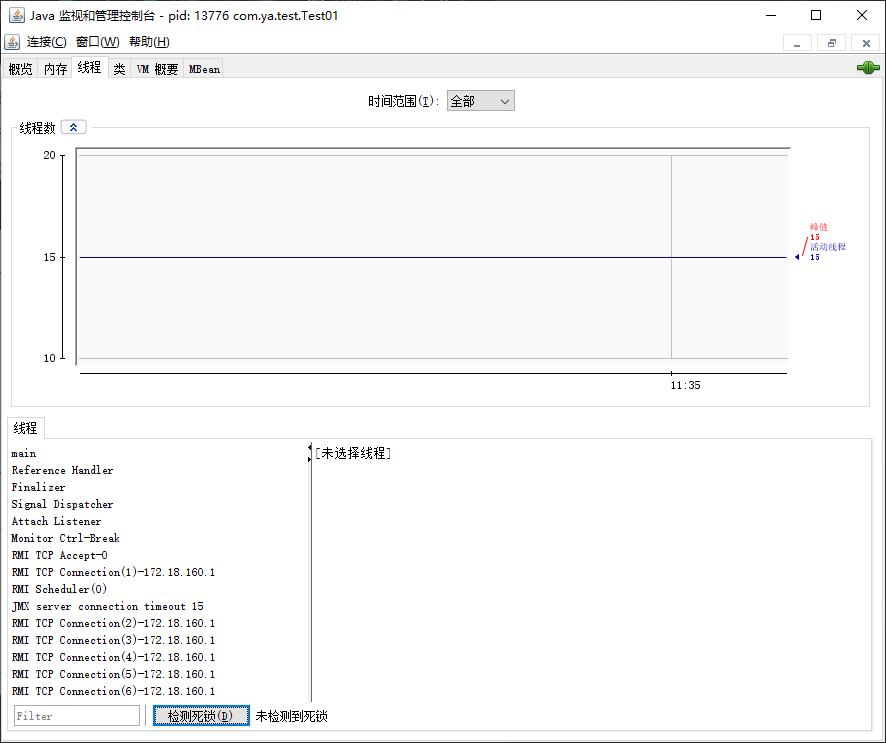 Java 监视和管理控制台 - pid: 13776 com.ya.test.Test01
连接(C) 窗口(W) 帮助(H)
概览 内存 线程 类 VM 概要 MBean
时间范围(T): 全部
线程数
20
15
10
峰值
15
活动线程
15
11:35
线程
main
[未选择线程]
Reference Handler
Finalizer
Signal Dispatcher
Attach Listener
Monitor Ctrl-Break
RMI TCP Accept-0
RMI TCP Connection(1)-172.18.160.1
RMI Scheduler(0)
JMX server connection timeout 15
RMI TCP Connection(2)-172.18.160.1
RMI TCP Connection(3)-172.18.160.1
RMI TCP Connection(4)-172.18.160.1
RMI TCP Connection(5)-172.18.160.1
RMI TCP Connection(6)-172.18.160.1
Filter 检测死锁(D) 未检测到死锁